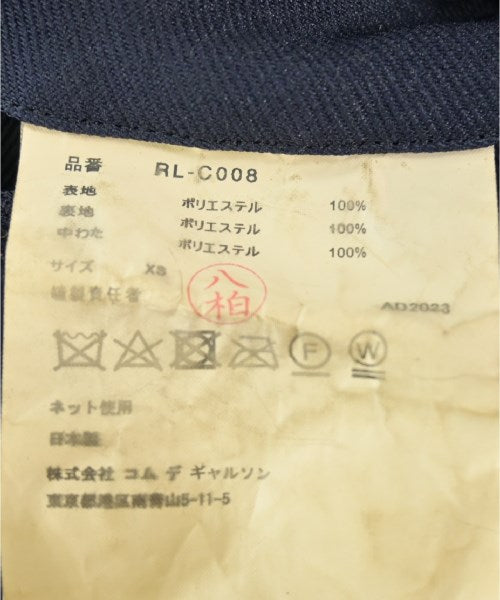 品番 RL-C008
表地 ポリエステル 100%
裏地 ポリエステル 100%
中わた ポリエステル 100%
サイズ XS
縫製責任者 八柏
AD2023
F W
ネット使用
日本製
株式会社 コム デ ギャルソン
東京都港区南青山5-11-5